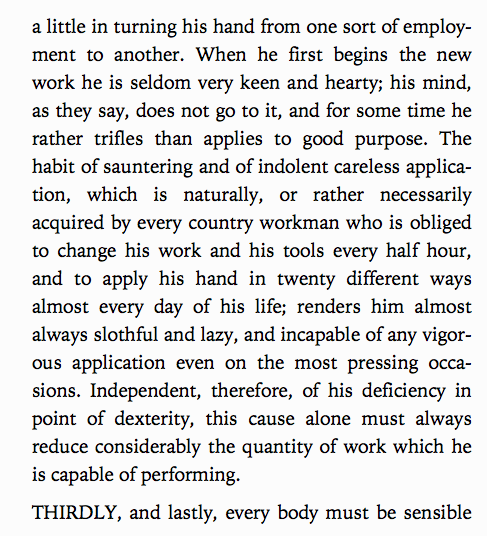 a little in turning his hand from one sort of employ-
ment to another. When he first begins the new
work he is seldom very keen and hearty; his mind,
as they say, does not go to it, and for some time he
rather trifles than applies to good purpose. The
habit of sauntering and of indolent careless applica-
tion, which is naturally, or rather necessarily
acquired by every country workman who is obliged
to change his work and his tools every half hour,
and to apply his hand in twenty different ways
almost every day of his life; renders him almost
always slothful and lazy, and incapable of any vigor-
ous application even on the most pressing occa-
sions. Independent, therefore, of his deficiency in
point of dexterity, this cause alone must always
reduce considerably the quantity of work which he
is capable of performing.
THIRDLY, and lastly, every body must be sensible